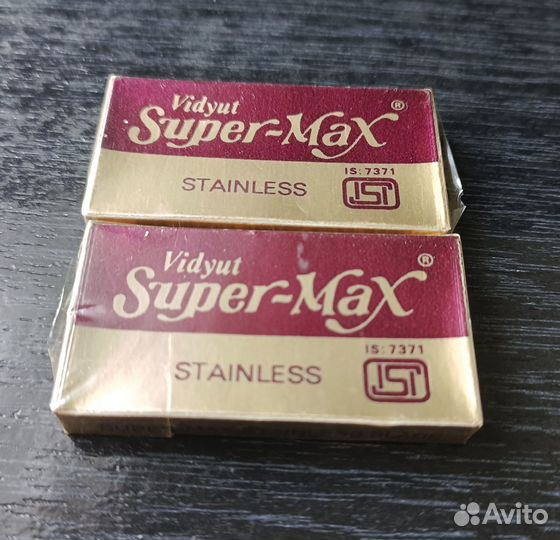 Vidyut
Super-Max ®
IS: 7371
STAINLESS ISI
Vidyut
Super-Max ®
IS: 7371
STAINLESS ISI
Avito